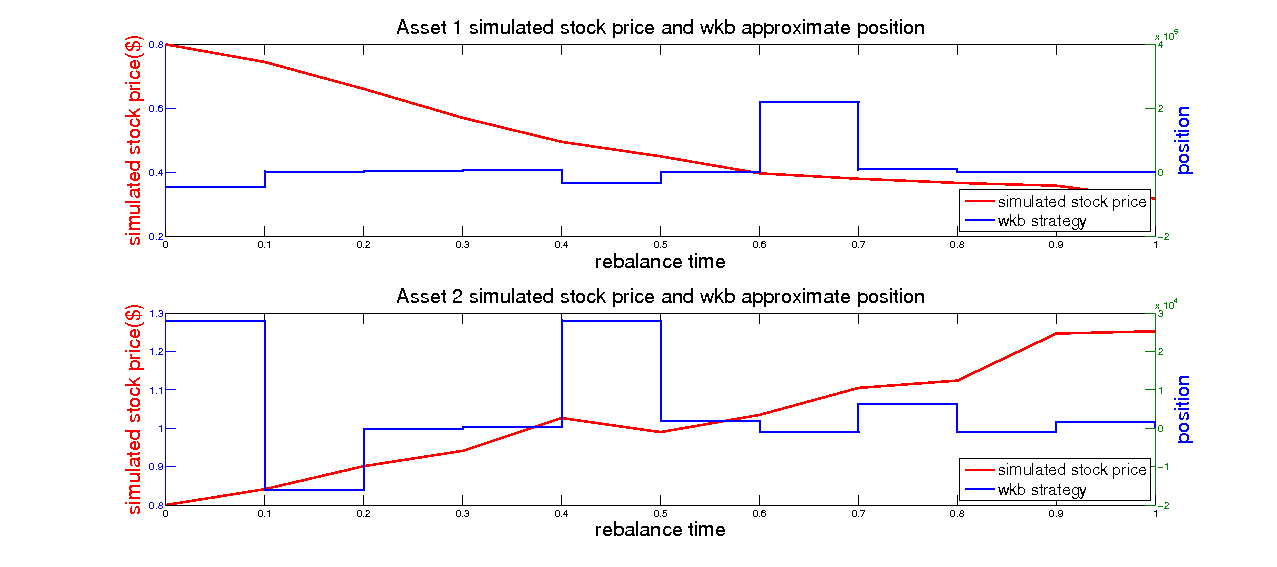 Asset 1 simulated stock price and wkb approximate position
x 10
simulated stock price($)
0.8
0.6
0.4
0.2
4
2
0
-2
position
simulated stock price
wkb strategy
0 0.1 0.2 0.3 0.4 0.5 0.6 0.7 0.8 0.9 1
rebalance time
Asset 2 simulated stock price and wkb approximate position
x 10⁴
simulated stock price($)
1.3
1.2
1.1
1
0.9
0.8
3
2
1
0
-1
-2
position
simulated stock price
wkb strategy
0 0.1 0.2 0.3 0.4 0.5 0.6 0.7 0.8 0.9 1
rebalance time